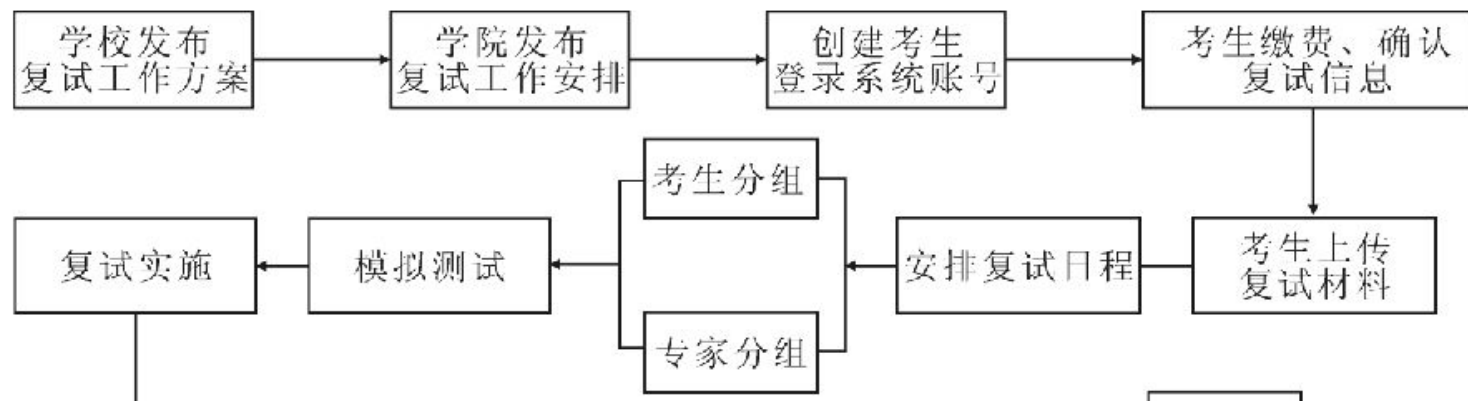 学校发布
复试工作方案
学院发布
复试工作安排
创建考生
登录系统账号
考生缴费、确认
复试信息
考生上传
复试材料
安排复试日程
考生分组
专家分组
模拟测试
复试实施